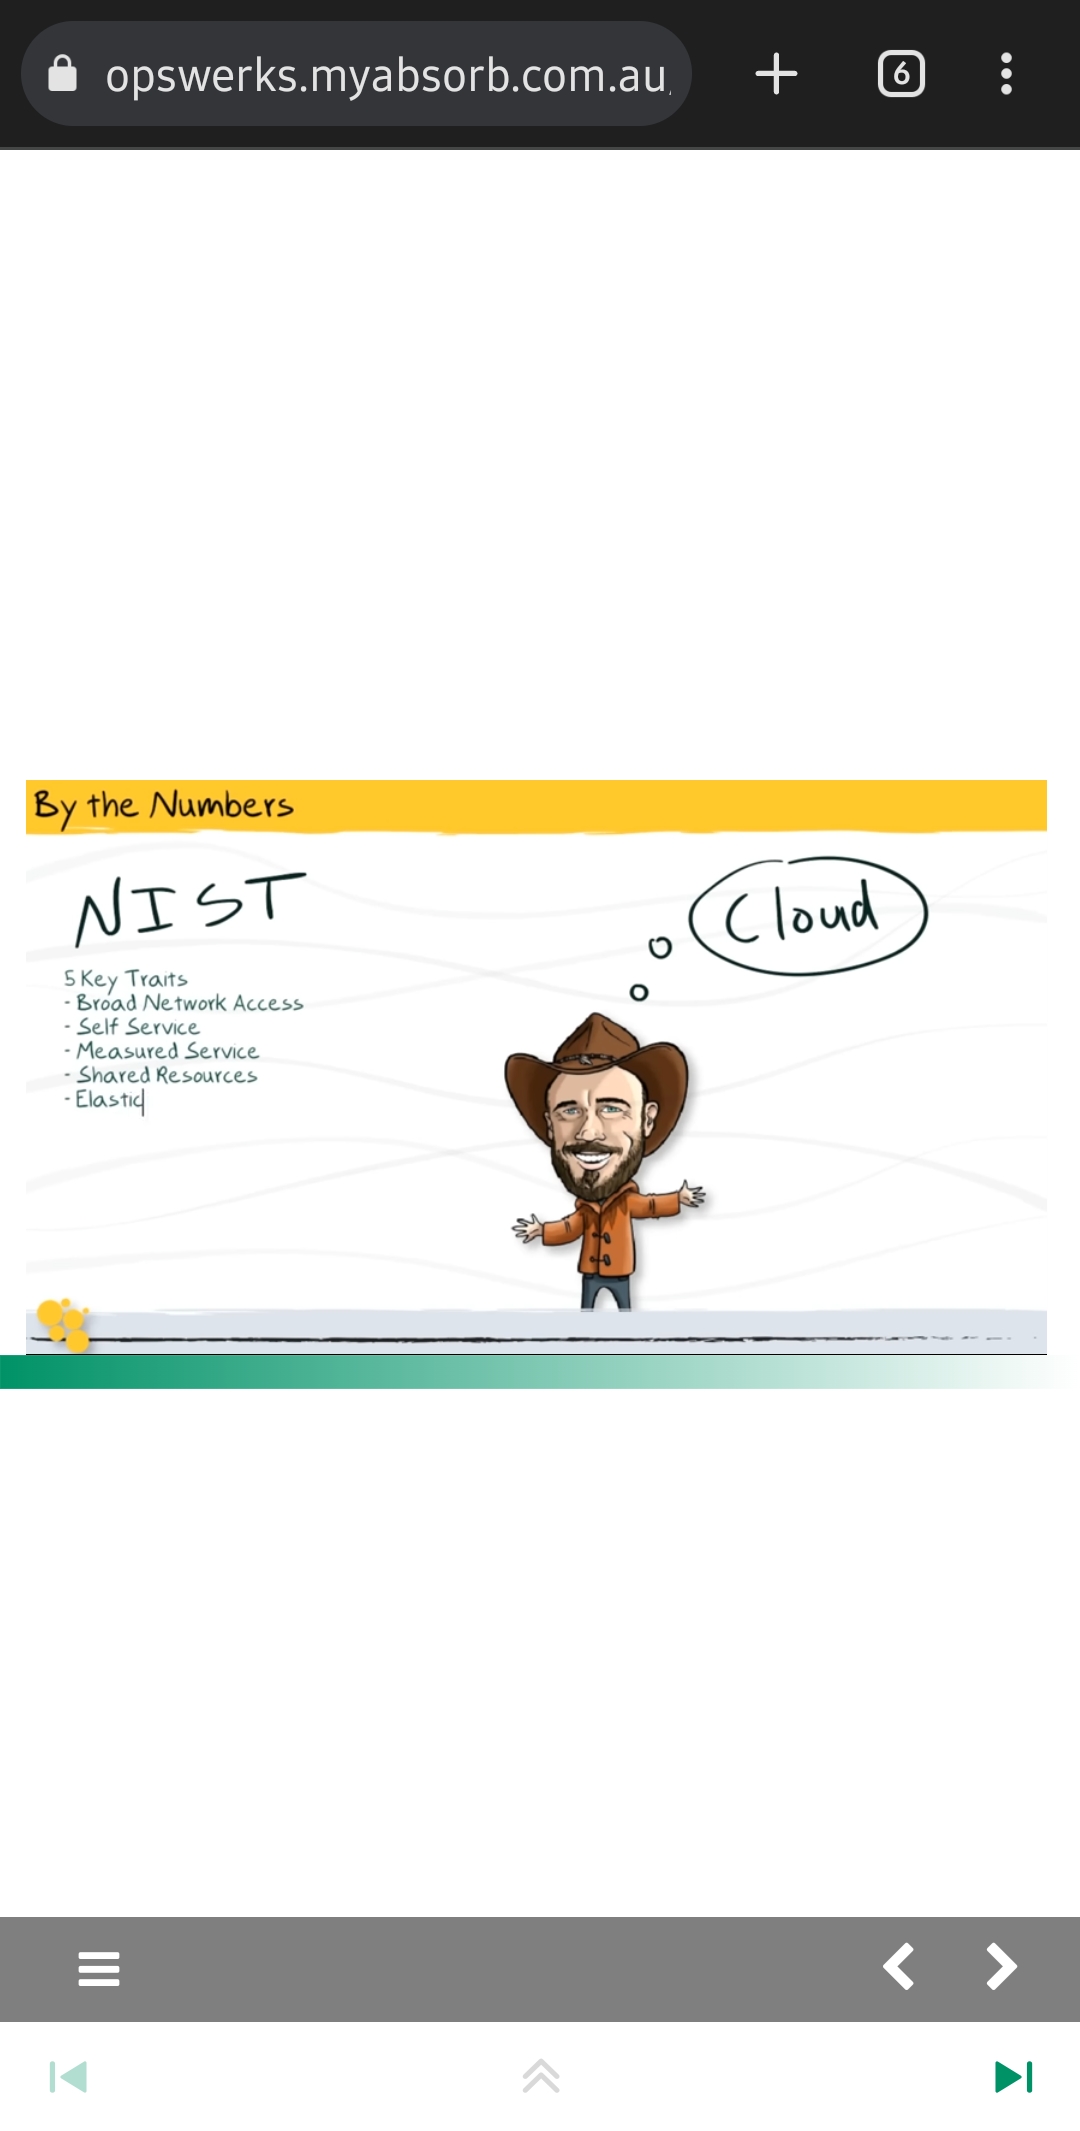 opswerks.myabsorb.com.au
6
By the Numbers
NIST
Cloud
5 Key Traits
- Broad Network Access
- Self Service
- Measured Service
- Shared Resources
- Elastic